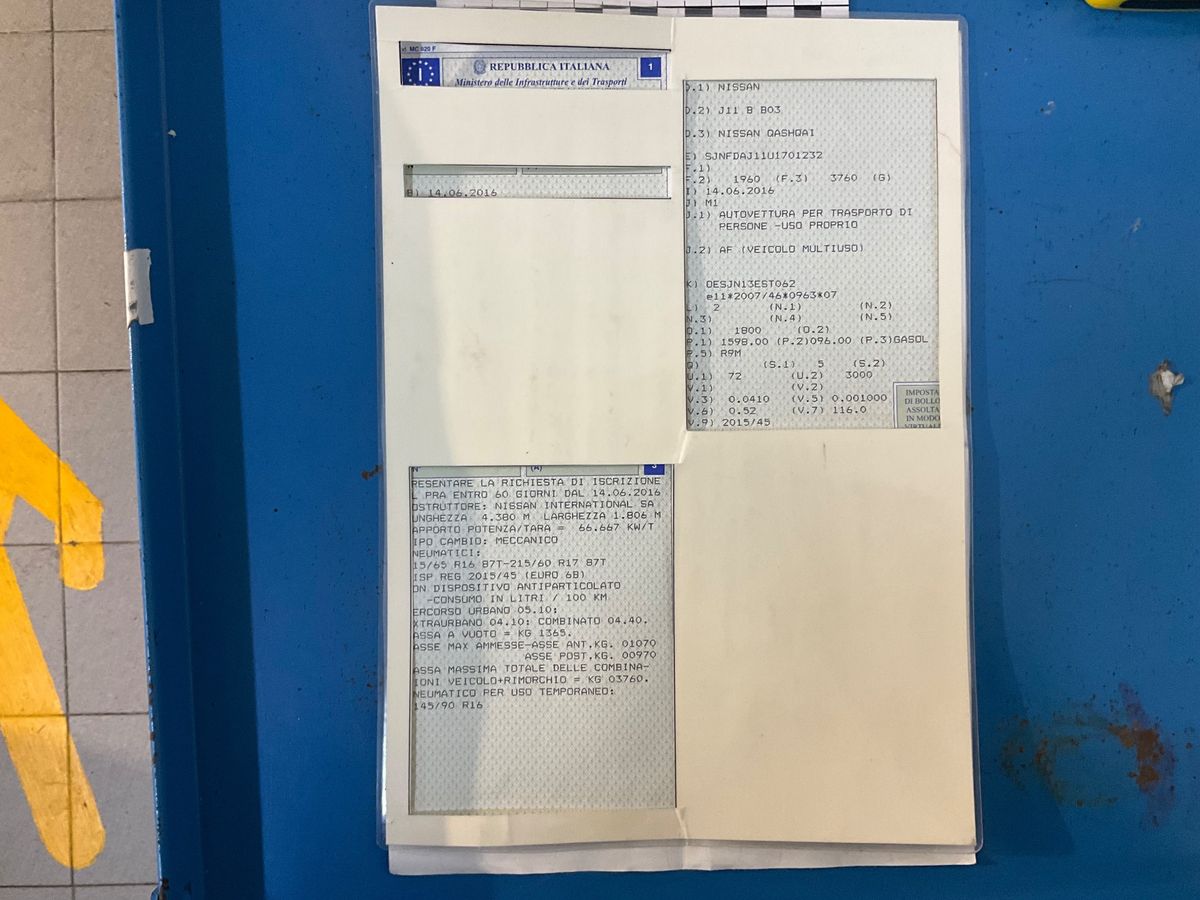 MC 820 F
REPUBBLICA ITALIANA
1
I
Ministero delle Infrastrutture e dei Trasporti
B) 14.06.2016
D.1) NISSAN
D.2) J11 B B03
D.3) NISSAN QASHQAI
E) SJNFDAJ11U1701232
F.1)
F.2) 1960 (F.3) 3760 (G)
I) 14.06.2016
J) M1
J.1) AUTOVETTURA PER TRASPORTO DI
PERSONE -USO PROPRIO
J.2) AF (VEICOLO MULTIUSO)
K) OESJN13EST062
e11*2007/46*0963*07
L) 2 (N.1) (N.2)
N.3) (N.4) (N.5)
O.1) 1800 (O.2)
P.1) 1598.00 (P.2)096.00 (P.3)GASOL
P.5) R9M
Q) (S.1) 5 (S.2)
U.1) 72 (U.2) 3000
V.1) (V.2)
V.3) 0.0410 (V.5) 0.001000
V.6) 0.52 (V.7) 116.0
V.9) 2015/45
IMPOSTA
DI BOLLO
ASSOLTA
IN MODO
VIRTUAL
(A) 3
RESENTARE LA RICHIESTA DI ISCRIZIONE
L PRA ENTRO 60 GIORNI DAL 14.06.2016
OSTRUTTORE: NISSAN INTERNATIONAL SA
UNGHEZZA 4.380 M LARGHEZZA 1.806 M
APPORTO POTENZA/TARA = 66.667 KW/T
IPO CAMBIO: MECCANICO
NEUMATICI:
15/65 R16 87T-215/60 R17 87T
ISP REG 2015/45 (EURO 6B)
ON DISPOSITIVO ANTIPARTICOLATO
-CONSUMO IN LITRI / 100 KM
ERCORSO URBANO 05.10:
XTRAURBANO 04.10: COMBINATO 04.40.
ASSA A VUOTO = KG 1365.
ASSE MAX AMMESSE-ASSE ANT.KG. 01070
ASSE POST.KG. 00970
ASSA MASSIMA TOTALE DELLE COMBINA-
IONI VEICOLO+RIMORCHIO = KG 03760.
NEUMATICO PER USO TEMPORANEO:
145/90 R16